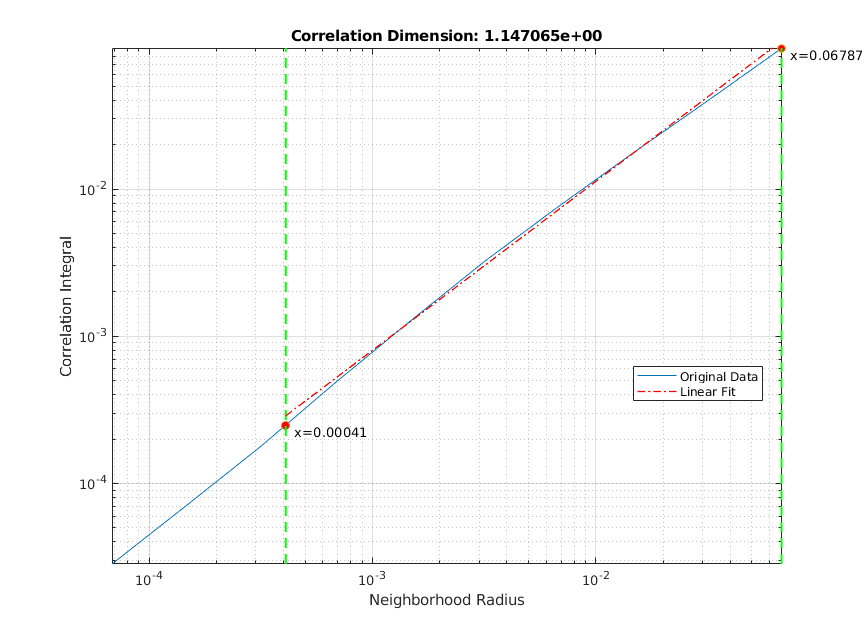 Correlation Dimension: 1.147065e+00
x=0.06787
10^-2
10^-3
10^-4
Correlation Integral
x=0.00041
Original Data
Linear Fit
10^-4
10^-3
10^-2
Neighborhood Radius